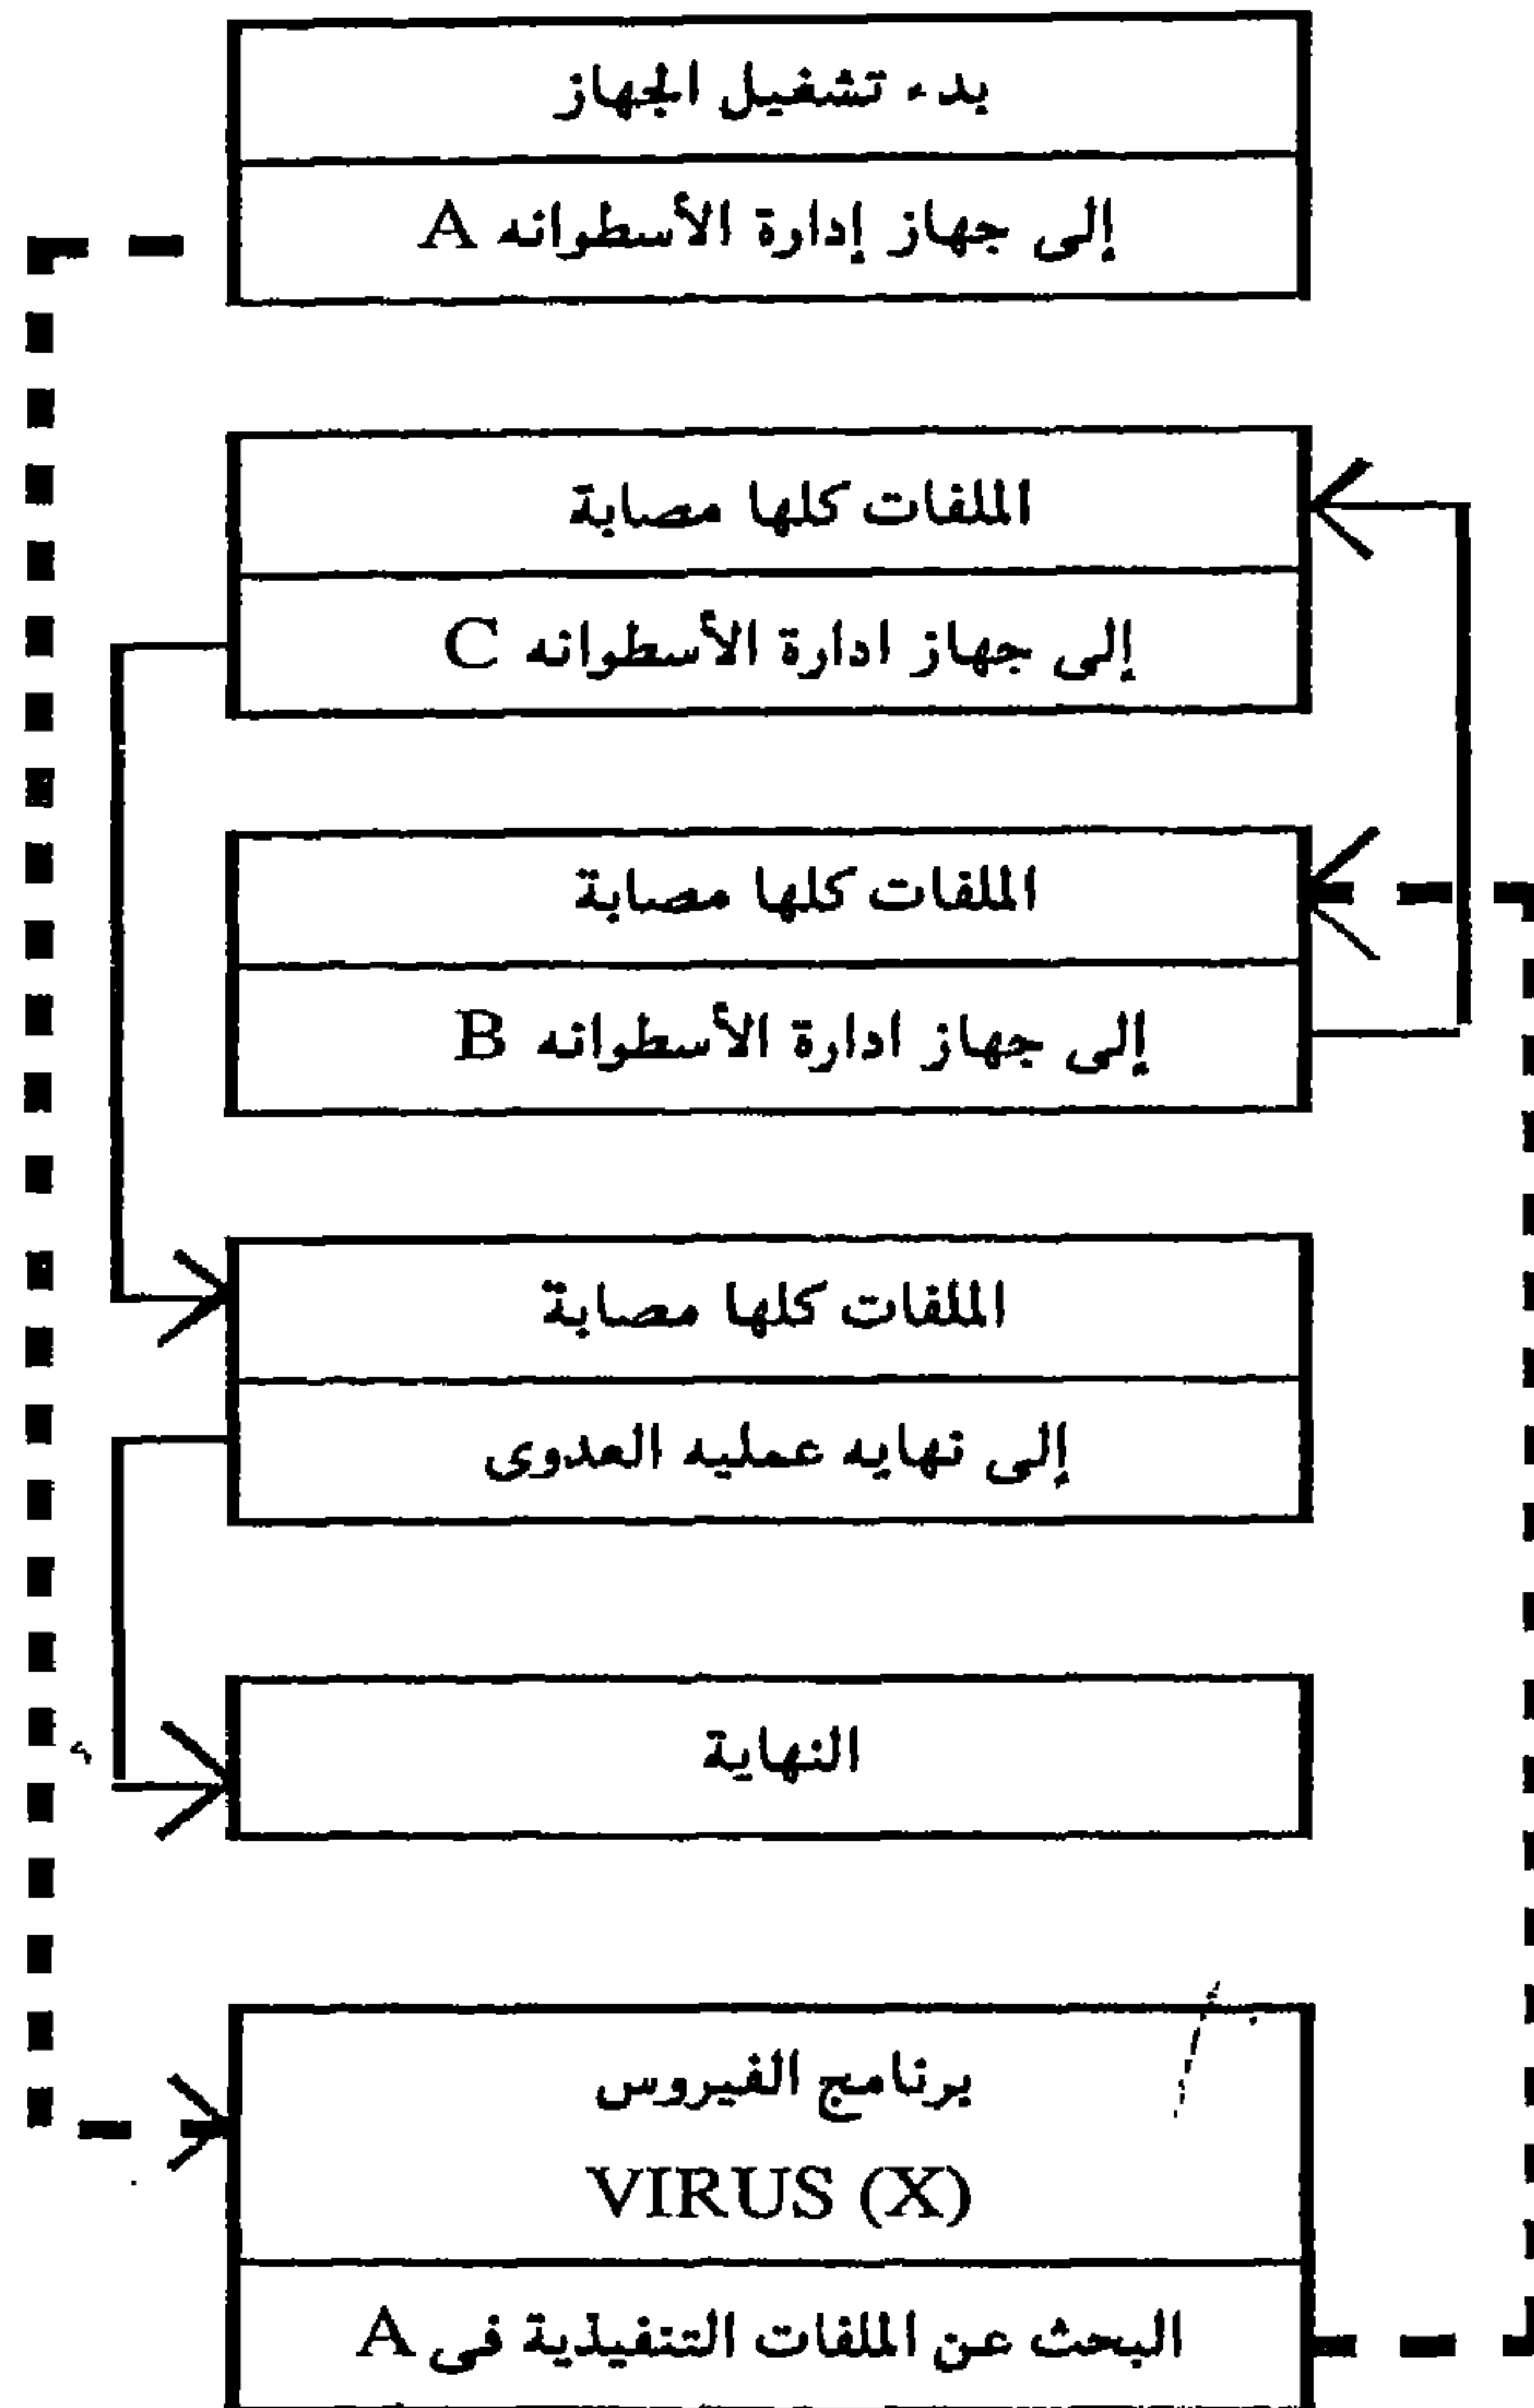 بدء تشغيل الجهاز
إلى جهاز إدارة الأسطوانه A
الملفات كلها مصابة
إلى جهاز ادارة الأسطوانه C
الملفات كلها مصابة
إلى جهاز ادارة الأسطوانه B
الملفات كلها مصابة
إلى نهايه عمليه العدوى
النهاية
برنامج الفيروس
VIRUS (X)
البحث عن الملفات التنفيذية فى A